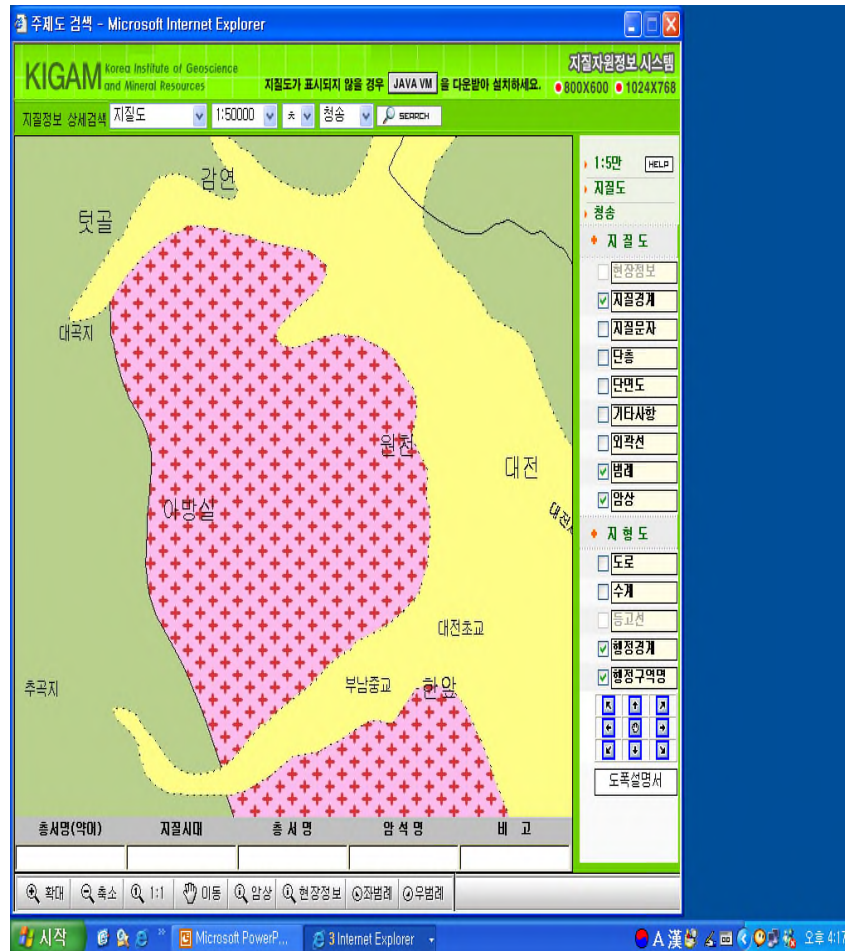 주제도 검색 - Microsoft Internet Explorer
KIGAM Korea Institute of Geoscience and Mineral Resources
지질도가 표시되지 않을 경우 JAVA VM 을 다운받아 설치하세요.
지질자원정보 시스템
800X600 1024X768
지질정보 상세검색 지질도 1:50000 ㅊ 청송 SEARCH
감연
텃골
대곡지
원천
대전
아방실
대전초교
부남중교
한앞
추곡지
1:5만 HELP
지질도
청송
지질도
현장정보
지질경계
지질문자
단층
단면도
기타사항
외곽선
범례
암상
지형도
도로
수계
등고선
행정경계
행정구역명
도폭설명서
층서명(약어) 지질시대 층서명 암석명 비고
확대 축소 1:1 이동 암상 현장정보 좌범례 우범례
시작 Microsoft PowerP... 3 Internet Explorer A 漢 오후 4:17